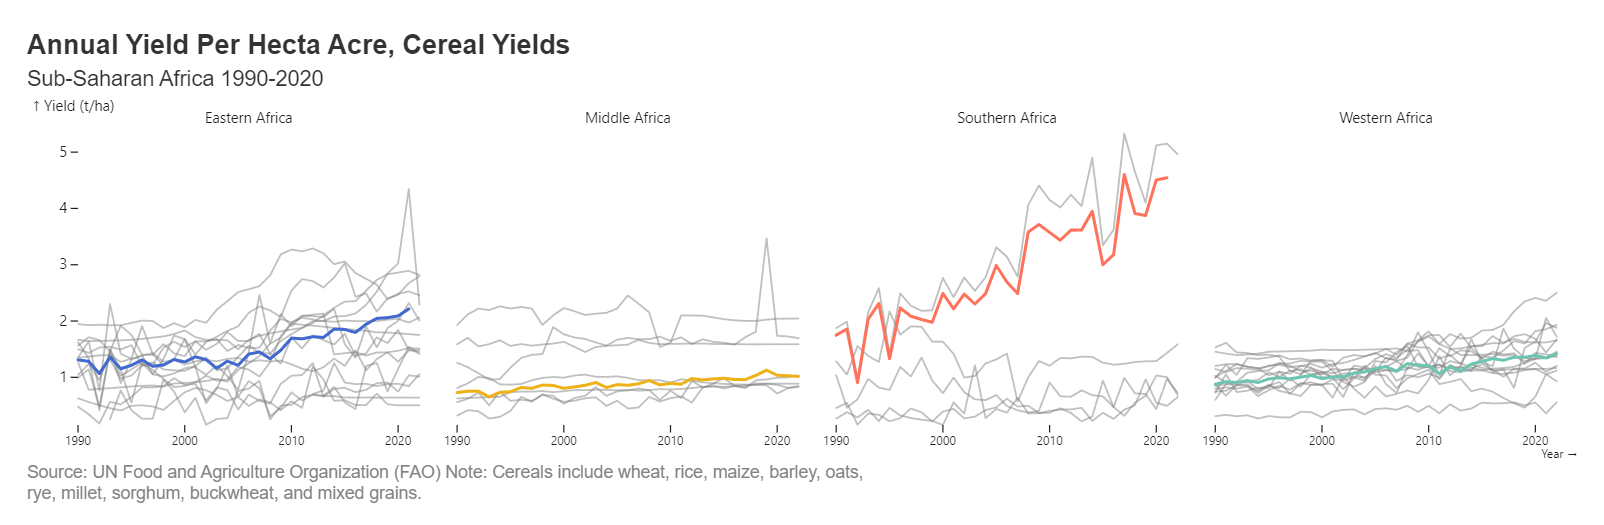 Annual Yield Per Hecta Acre, Cereal Yields
Sub-Saharan Africa 1990-2020
↑ Yield (t/ha)
Eastern Africa Middle Africa Southern Africa Western Africa
5
4
3
2
1
1990 2000 2010 2020 1990 2000 2010 2020 1990 2000 2010 2020 1990 2000 2010 2020
Year →
Source: UN Food and Agriculture Organization (FAO) Note: Cereals include wheat, rice, maize, barley, oats,
rye, millet, sorghum, buckwheat, and mixed grains.